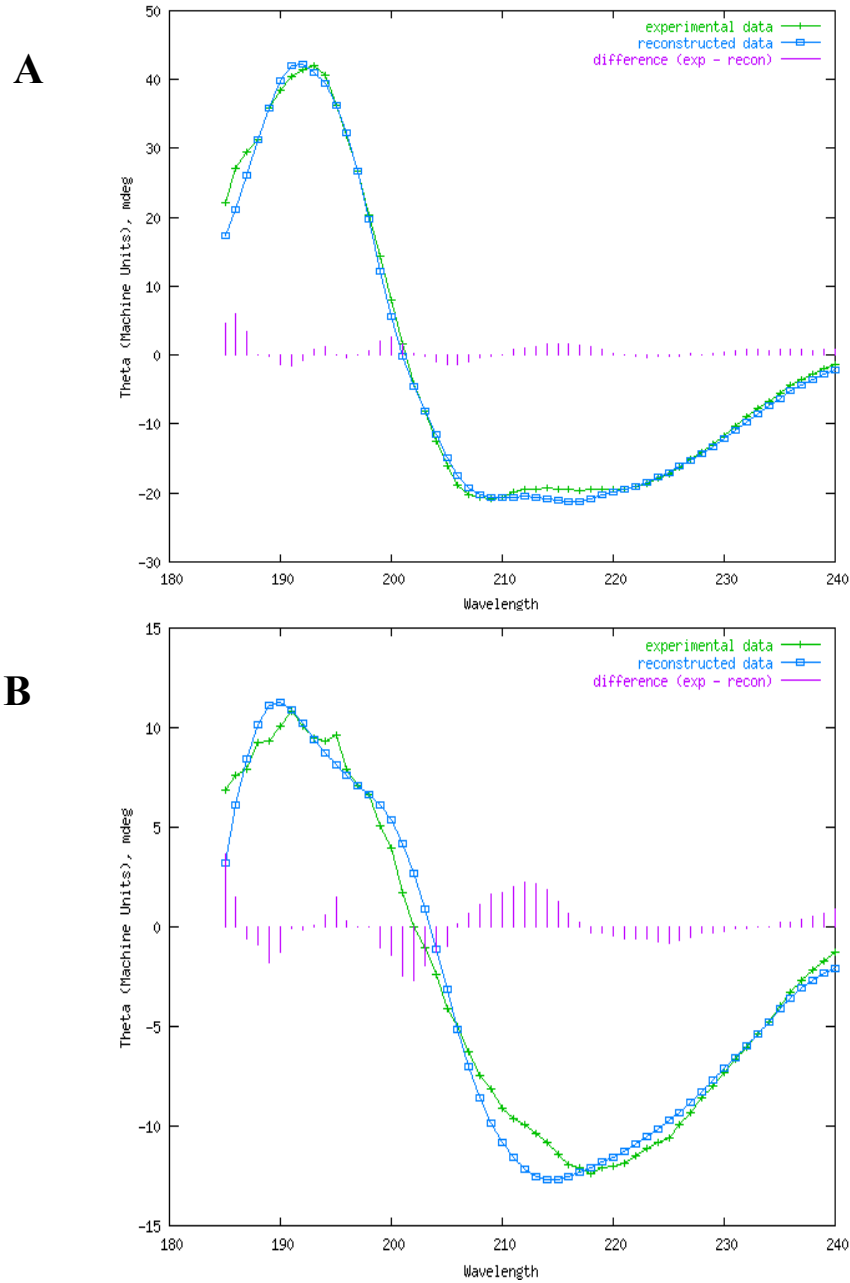 A
experimental data
reconstructed data
difference (exp - recon)
Theta (Machine Units), mdeg
50
40
30
20
10
0
-10
-20
-30
180
190
200
210
220
230
240
Wavelength
B
experimental data
reconstructed data
difference (exp - recon)
Theta (Machine Units), mdeg
15
10
5
0
-5
-10
-15
180
190
200
210
220
230
240
Wavelength